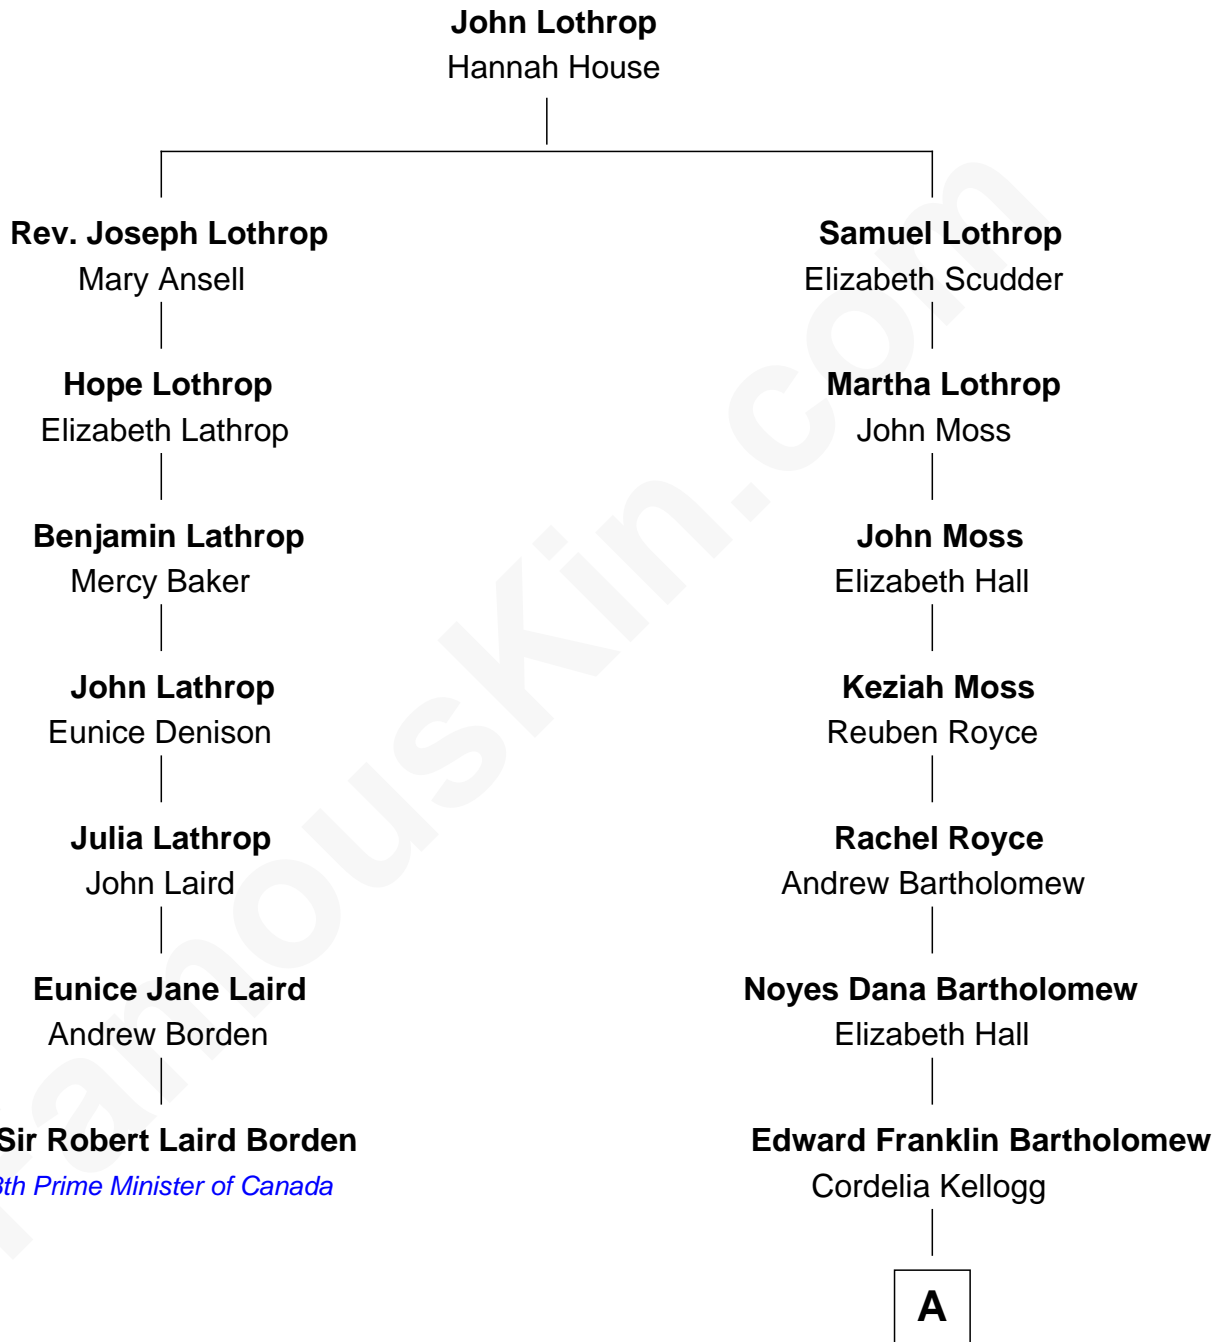 John Lothrop
Hannah House
Rev. Joseph Lothrop
Mary Ansell
Samuel Lothrop
Elizabeth Scudder
Hope Lothrop
Elizabeth Lathrop
Martha Lothrop
John Moss
Benjamin Lathrop
Mercy Baker
John Moss
Elizabeth Hall
John Lathrop
Eunice Denison
Keziah Moss
Reuben Royce
Julia Lathrop
John Laird
Rachel Royce
Andrew Bartholomew
Eunice Jane Laird
Andrew Borden
Noyes Dana Bartholomew
Elizabeth Hall
Sir Robert Laird Borden
8th Prime Minister of Canada
Edward Franklin Bartholomew
Cordelia Kellogg
A
FamousKin.com